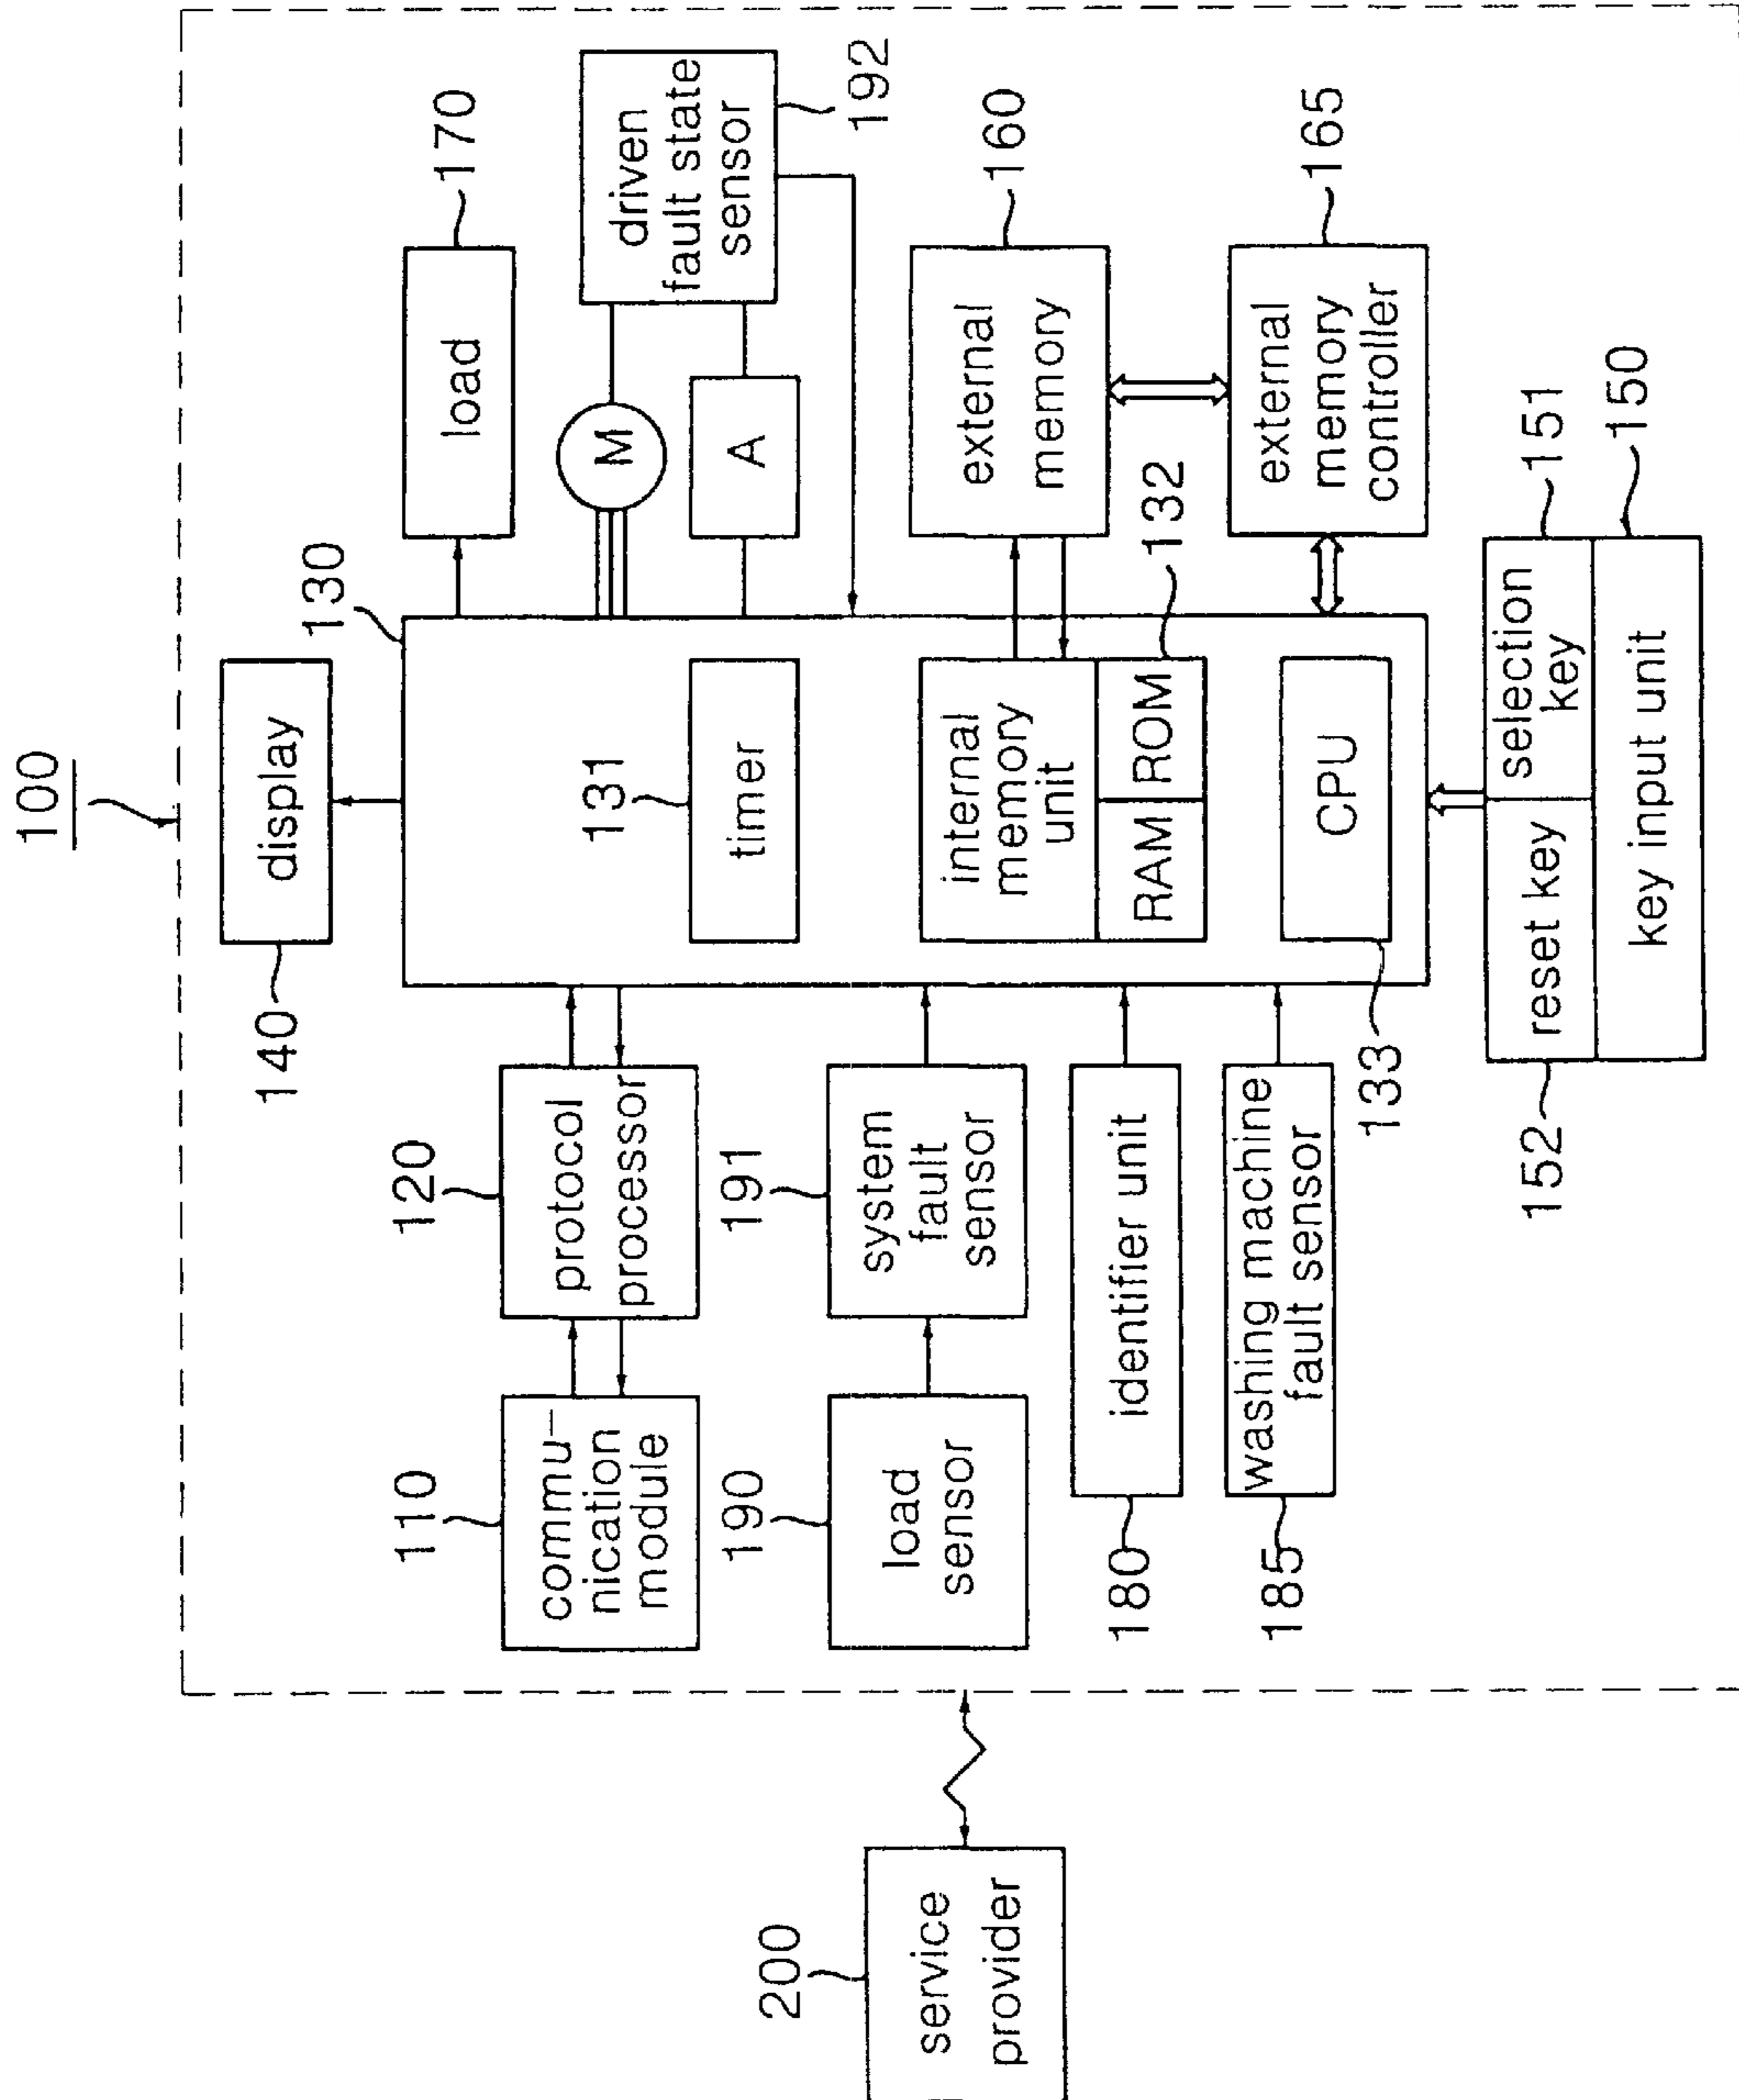 100
display
140
130
load
170
M
A
driven
fault state
sensor
192
timer
131
110
commu-
nication
module
120
protocol
processor
190
load
sensor
191
system
fault
sensor
internal
memory
unit
RAM
ROM
132
external
memory
160
180
identifier unit
185
washing machine
fault sensor
CPU
133
external
memory
controller
165
152
reset key
selection
key
151
key input unit
150
200
service
provider